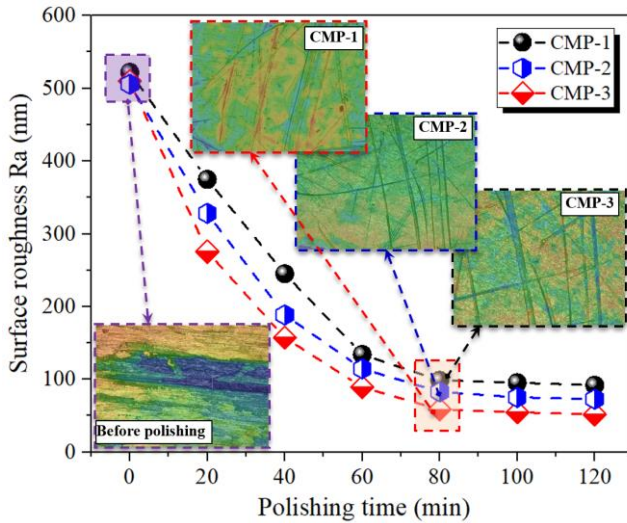 CMP-1
CMP-2
CMP-3
CMP-1
CMP-2
CMP-3
Before polishing
Surface roughness Ra (nm)
600
500
400
300
200
100
0
0 20 40 60 80 100 120
Polishing time (min)